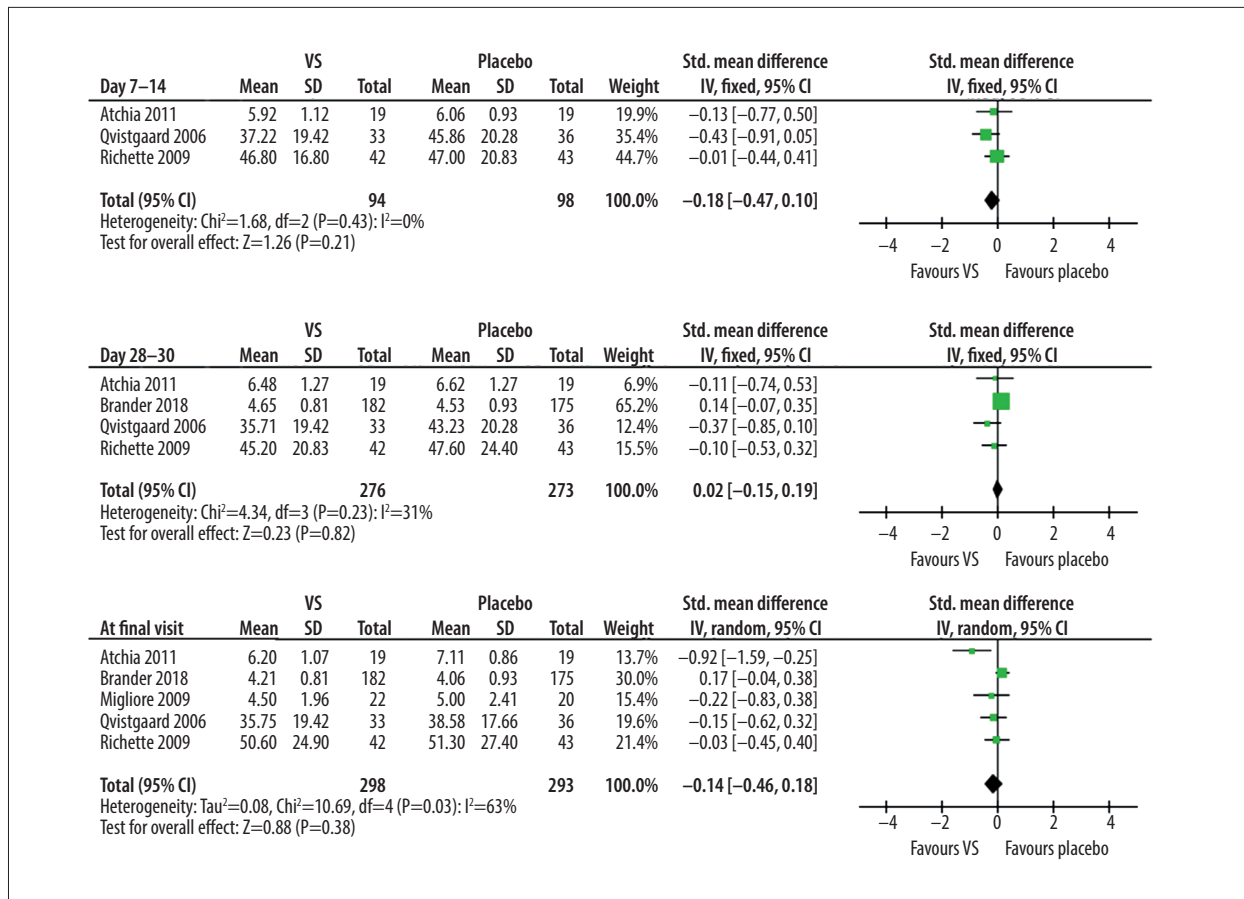 VS Placebo Std. mean difference Std. mean difference
Day 7–14 Mean SD Total Mean SD Total Weight IV, fixed, 95% CI IV, fixed, 95% CI
Atchia 2011 5.92 1.12 19 6.06 0.93 19 19.9% −0.13 [−0.77, 0.50]
Qvistgaard 2006 37.22 19.42 33 45.86 20.28 36 35.4% −0.43 [−0.91, 0.05]
Richette 2009 46.80 16.80 42 47.00 20.83 43 44.7% −0.01 [−0.44, 0.41]
Total (95% CI) 94 98 100.0% −0.18 [−0.47, 0.10]
Heterogeneity: Chi²=1.68, df=2 (P=0.43): I²=0%
Test for overall effect: Z=1.26 (P=0.21)
−4 −2 0 2 4
Favours VS Favours placebo
VS Placebo Std. mean difference Std. mean difference
Day 28–30 Mean SD Total Mean SD Total Weight IV, fixed, 95% CI IV, fixed, 95% CI
Atchia 2011 6.48 1.27 19 6.62 1.27 19 6.9% −0.11 [−0.74, 0.53]
Brander 2018 4.65 0.81 182 4.53 0.93 175 65.2% 0.14 [−0.07, 0.35]
Qvistgaard 2006 35.71 19.42 33 43.23 20.28 36 12.4% −0.37 [−0.85, 0.10]
Richette 2009 45.20 20.83 42 47.60 24.40 43 15.5% −0.10 [−0.53, 0.32]
Total (95% CI) 276 273 100.0% 0.02 [−0.15, 0.19]
Heterogeneity: Chi²=4.34, df=3 (P=0.23): I²=31%
Test for overall effect: Z=0.23 (P=0.82)
−4 −2 0 2 4
Favours VS Favours placebo
VS Placebo Std. mean difference Std. mean difference
At final visit Mean SD Total Mean SD Total Weight IV, random, 95% CI IV, random, 95% CI
Atchia 2011 6.20 1.07 19 7.11 0.86 19 13.7% −0.92 [−1.59, −0.25]
Brander 2018 4.21 0.81 182 4.06 0.93 175 30.0% 0.17 [−0.04, 0.38]
Migliore 2009 4.50 1.96 22 5.00 2.41 20 15.4% −0.22 [−0.83, 0.38]
Qvistgaard 2006 35.75 19.42 33 38.58 17.66 36 19.6% −0.15 [−0.62, 0.32]
Richette 2009 50.60 24.90 42 51.30 27.40 43 21.4% −0.03 [−0.45, 0.40]
Total (95% CI) 298 293 100.0% −0.14 [−0.46, 0.18]
Heterogeneity: Tau²=0.08, Chi²=10.69, df=4 (P=0.03): I²=63%
Test for overall effect: Z=0.88 (P=0.38)
−4 −2 0 2 4
Favours VS Favours placebo